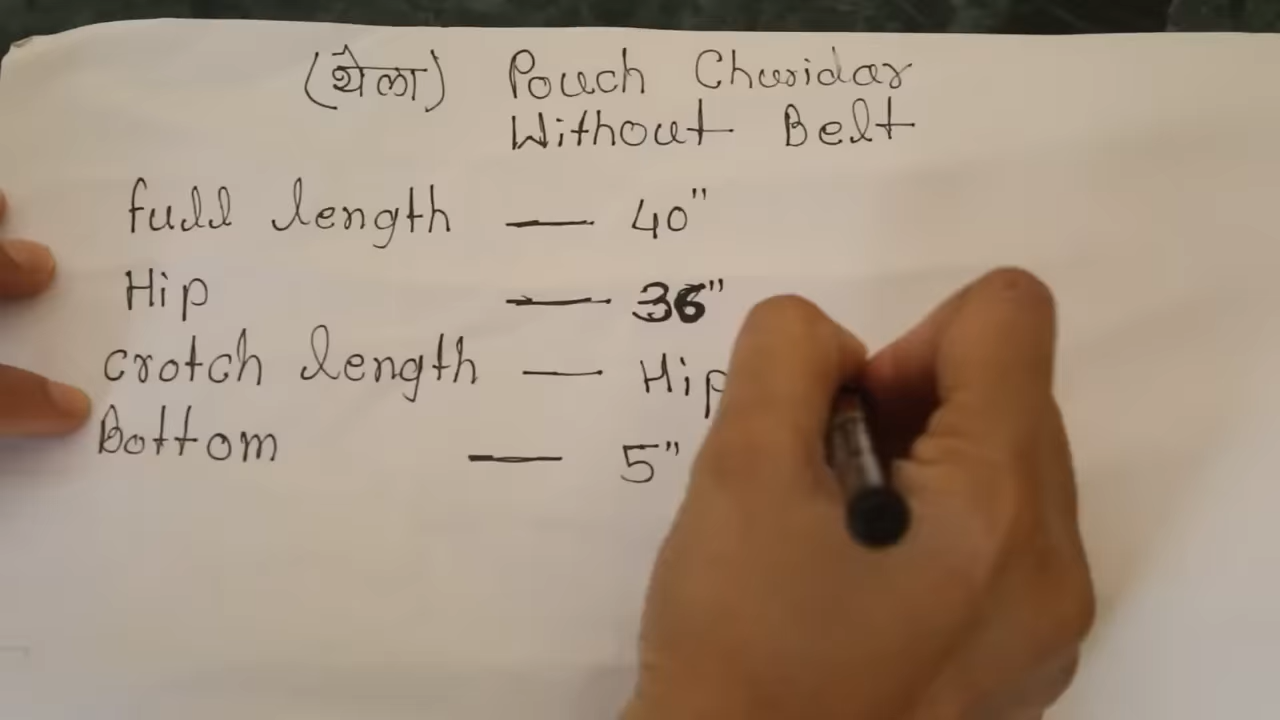 (थेला) Pouch Churidar
Without Belt
full length — 40"
Hip — 36"
crotch length — Hip
Bottom — 5"